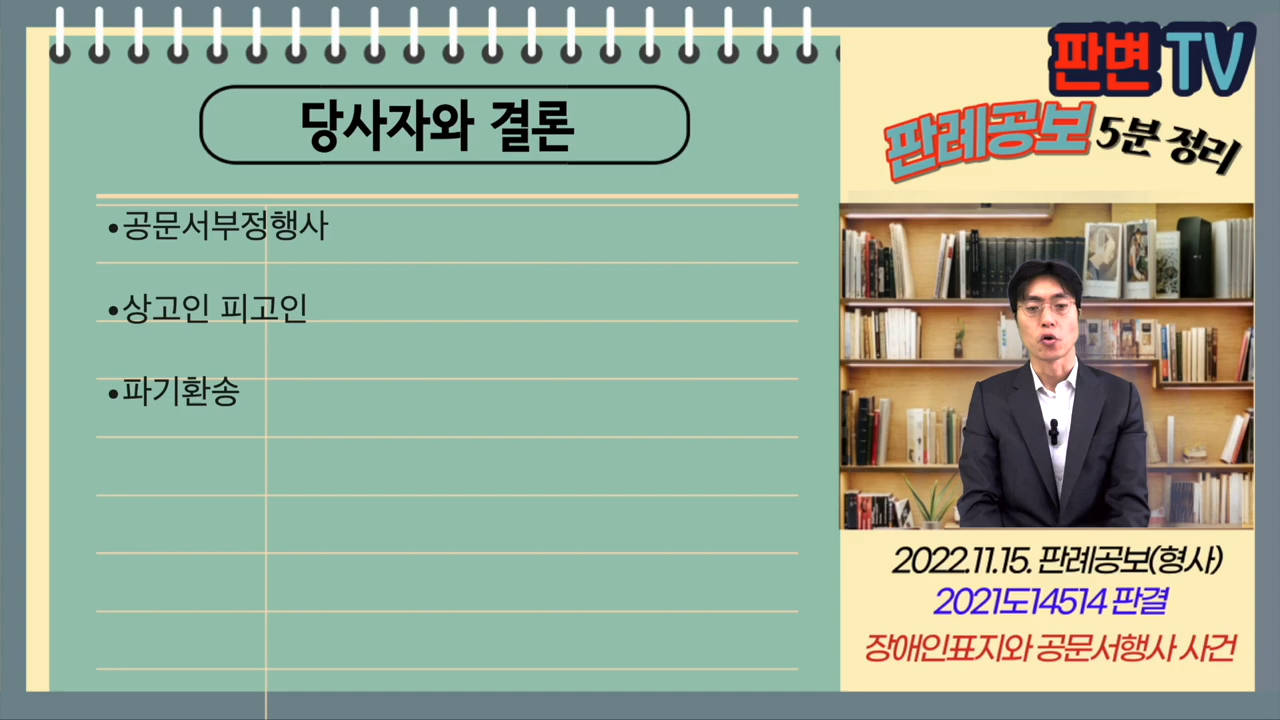 당사자와 결론
•공문서부정행사
•상고인 피고인
•파기환송
판변 TV
판례공보 5분 정리
2022.11.15. 판례공보(형사)
2021도14514 판결
장애인표지와 공문서행사 사건